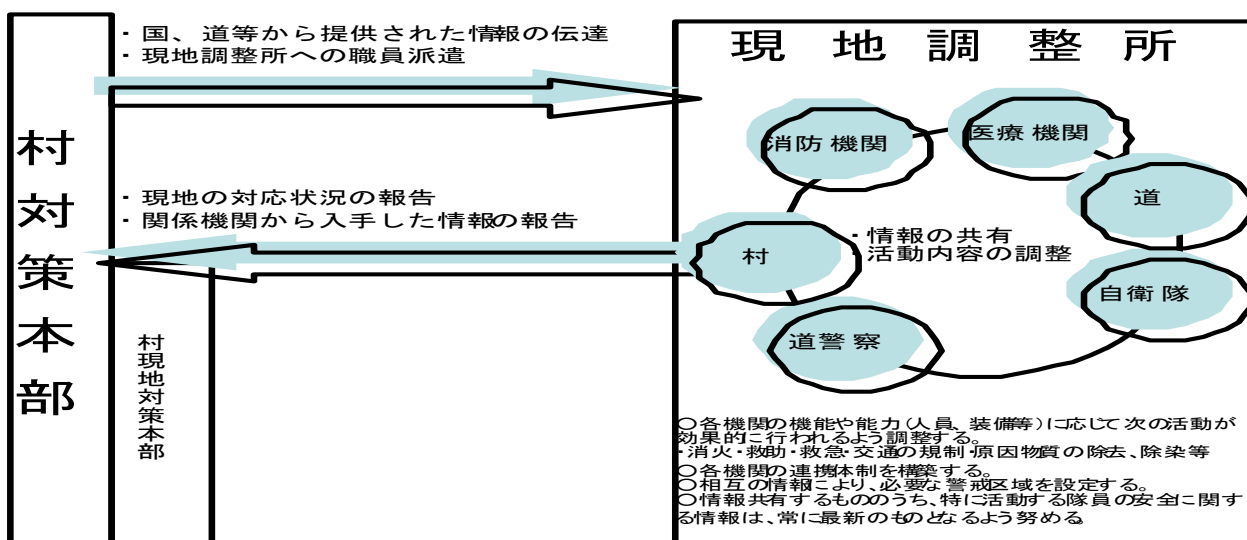 ・国、道等から提供された情報の伝達
・現地調整所への職員派遣
村対策本部
・現地の対応状況の報告
・関係機関から入手した情報の報告
村現地対策本部
現地調整所
消防機関
医療機関
道
村
・情報の共有
・活動内容の調整
自衛隊
道警察
○各機関の機能や能力(人員、装備等)に応じて次の活動が
効果的に行われるよう調整する。
・消火・救助・救急・交通の規制・原因物質の除去、除染等
○各機関の連携体制を構築する。
○相互の情報により、必要な警戒区域を設定する。
○情報共有するもののうち、特に活動する隊員の安全に関す
る情報は、常に最新のものとなるよう努める。